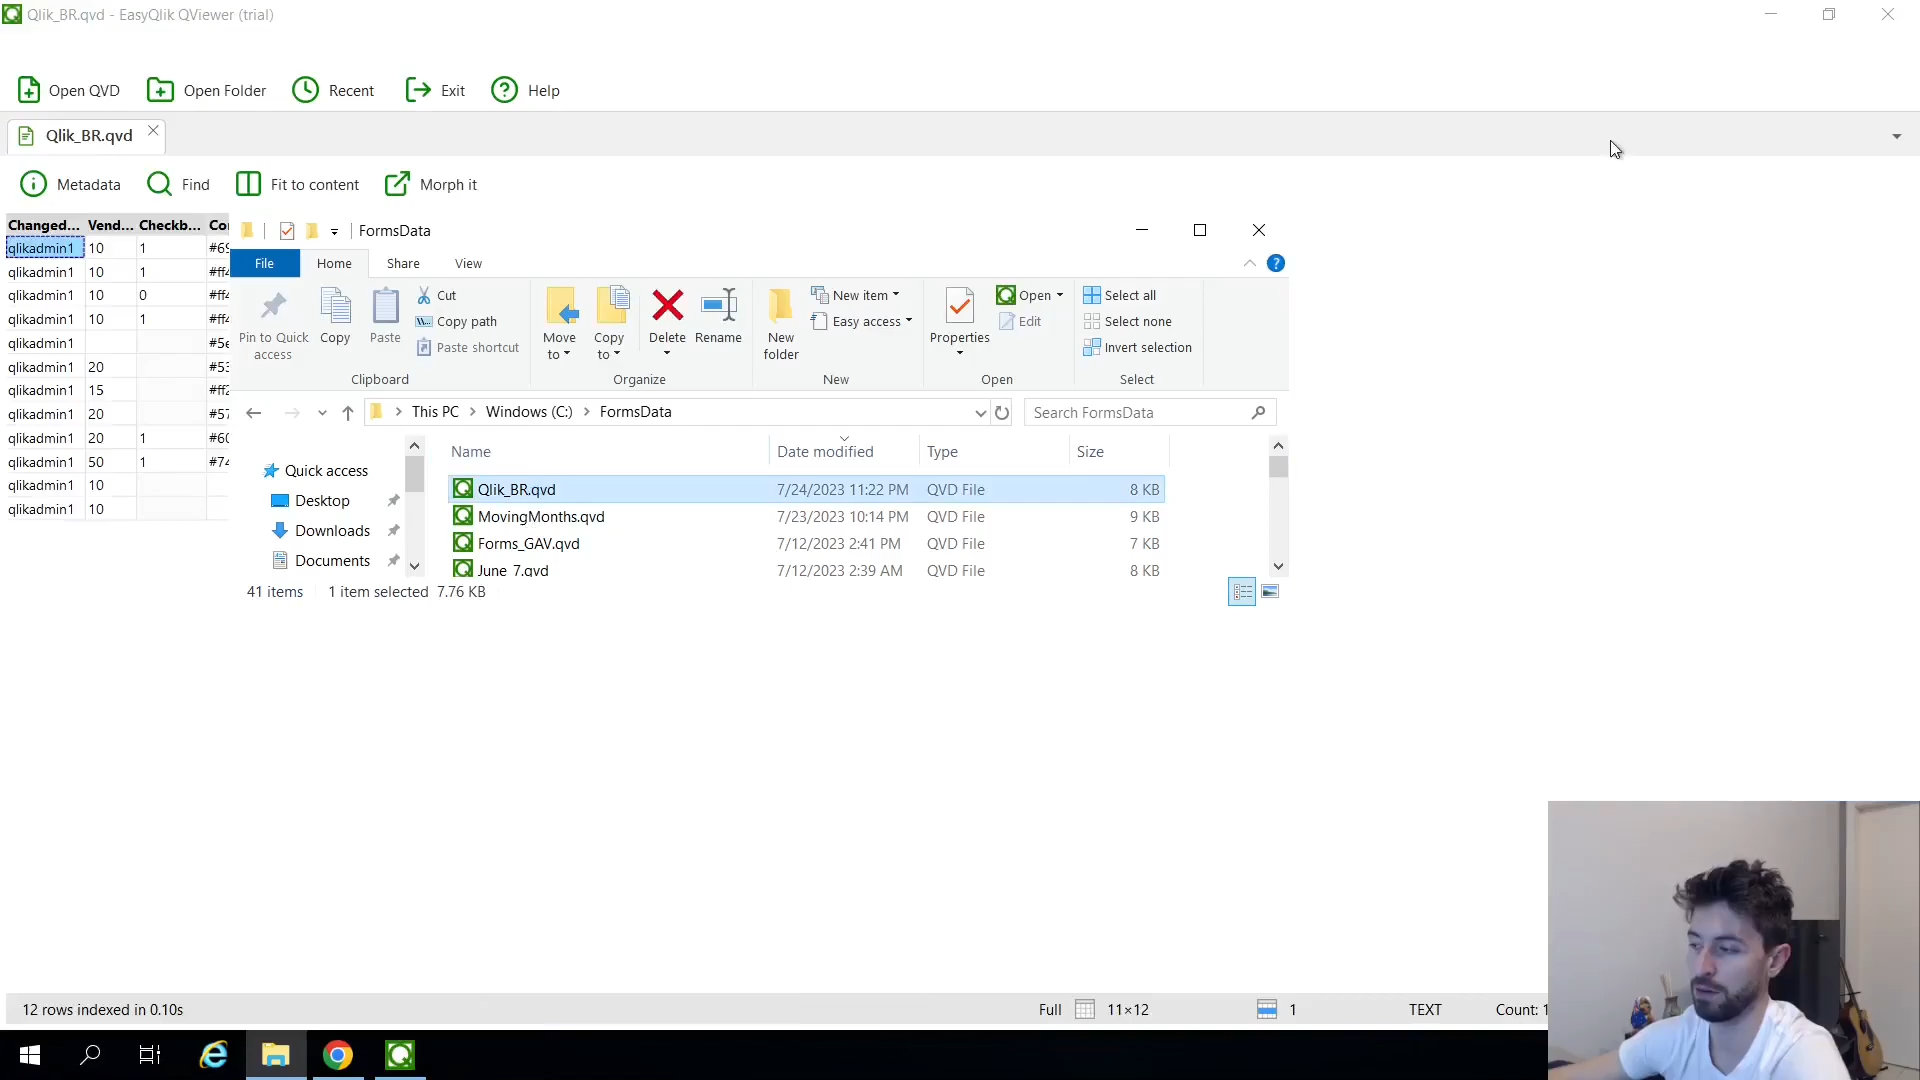 Qlik_BR.qvd - EasyQlik QViewer (trial)
Open QVD Open Folder Recent Exit Help
Qlik_BR.qvd
Metadata Find Fit to content Morph it
Changed... Vend... Checkb...
qlikadmin1 10 1
qlikadmin1 10 1
qlikadmin1 10 0
qlikadmin1 10 1
qlikadmin1
qlikadmin1 20
qlikadmin1 15
qlikadmin1 20
qlikadmin1 20 1
qlikadmin1 50 1
qlikadmin1 10
qlikadmin1 10
FormsData
File Home Share View
Pin to Quick access
Copy
Paste
Cut
Copy path
Paste shortcut
Clipboard
Move to
Copy to
Delete
Rename
Organize
New folder
New item
Easy access
New
Properties
Open
Edit
Open
Select all
Select none
Invert selection
Select
This PC Windows (C:) FormsData
Search FormsData
Quick access
Desktop
Downloads
Documents
Name Date modified Type Size
Qlik_BR.qvd 7/24/2023 11:22 PM QVD File 8 KB
MovingMonths.qvd 7/23/2023 10:14 PM QVD File 9 KB
Forms_GAV.qvd 7/12/2023 2:41 PM QVD File 7 KB
June_7.qvd 7/12/2023 2:39 AM QVD File 8 KB
41 items 1 item selected 7.76 KB
12 rows indexed in 0.10s Full 11×12 1 TEXT Count: 1